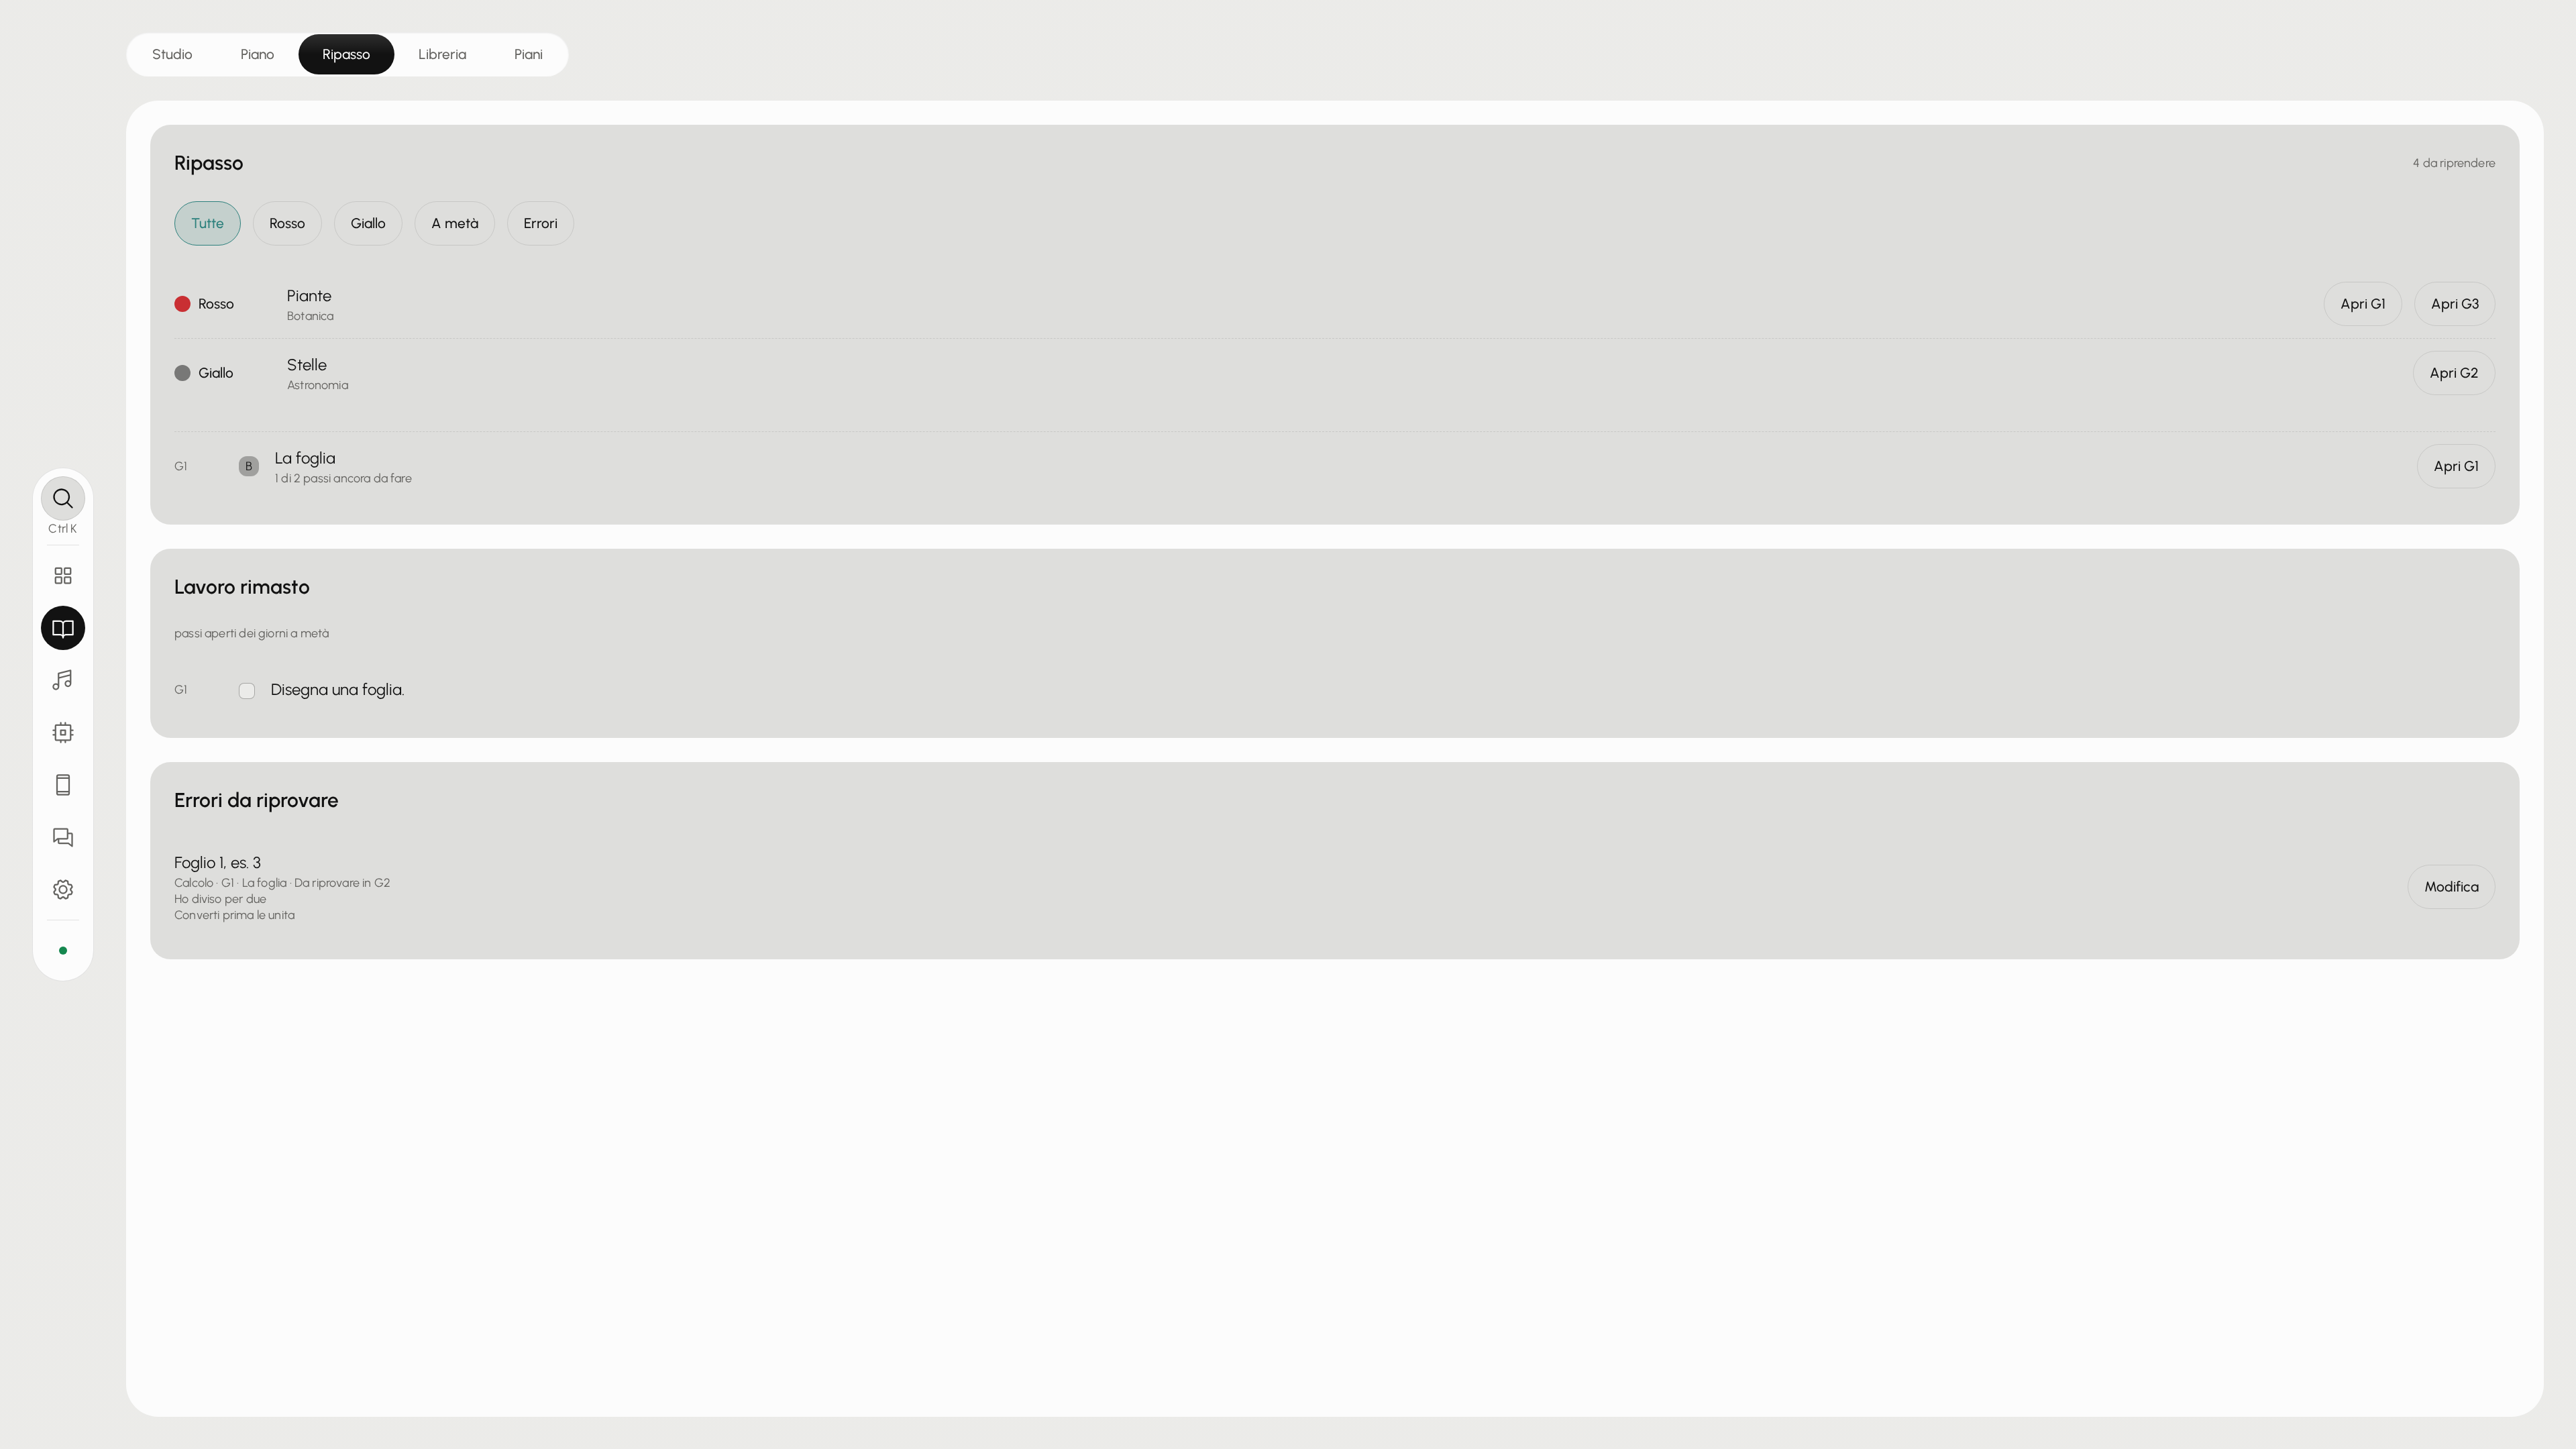 Studio Piano Ripasso Libreria Piani
Ripasso 4 da riprendere
Tutte Rosso Giallo A metà Errori
Rosso Piante Apri G1 Apri G3
Botanica
Giallo Stelle Apri G2
Astronomia
G1 B La foglia Apri G1
1 di 2 passi ancora da fare
Ctrl K
Lavoro rimasto
passi aperti dei giorni a metà
G1 Disegna una foglia.
Errori da riprovare
Foglio 1, es. 3
Calcolo · G1 · La foglia · Da riprovare in G2
Ho diviso per due
Converti prima le unita
Modifica